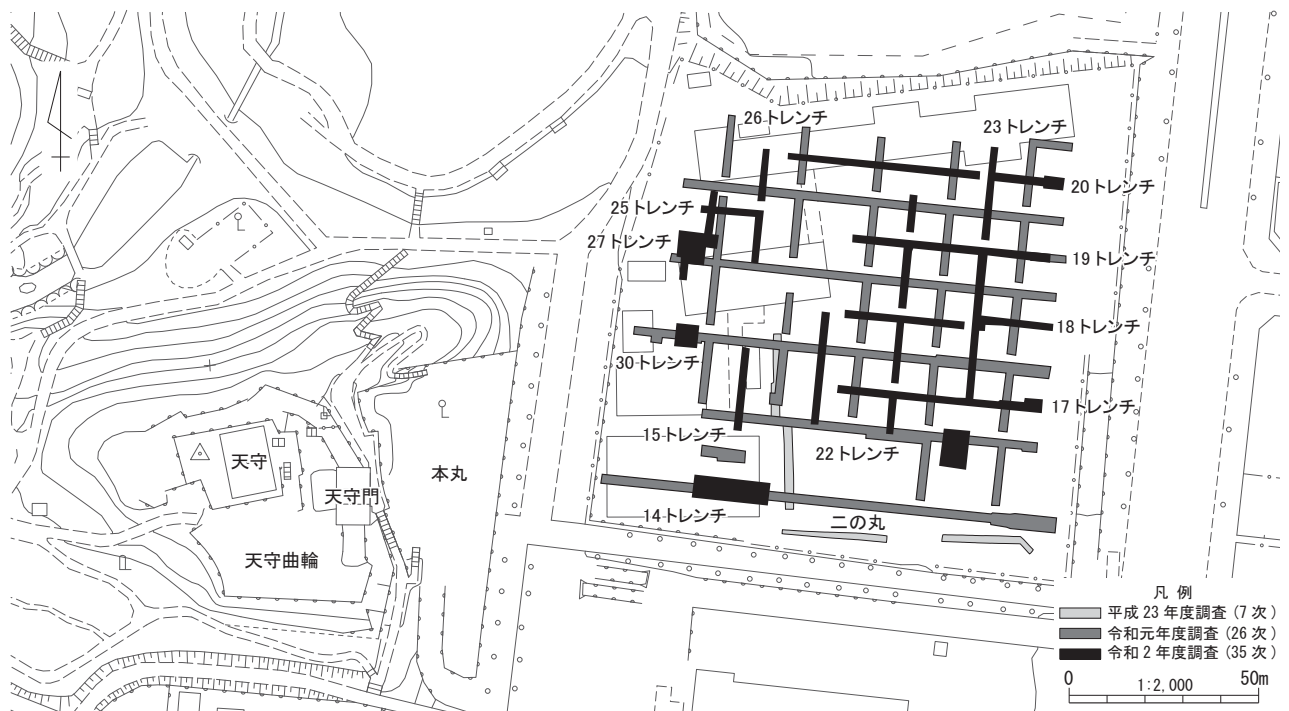 26トレンチ
23トレンチ
20トレンチ
25トレンチ
27トレンチ
19トレンチ
18トレンチ
30トレンチ
17トレンチ
15トレンチ
22トレンチ
天守
本丸
天守門
14トレンチ
二の丸
天守曲輪
凡 例
平成 23 年度調査 (7 次)
令和元年度調査 (26 次)
令和 2 年度調査 (35 次)
0 1:2,000 50m